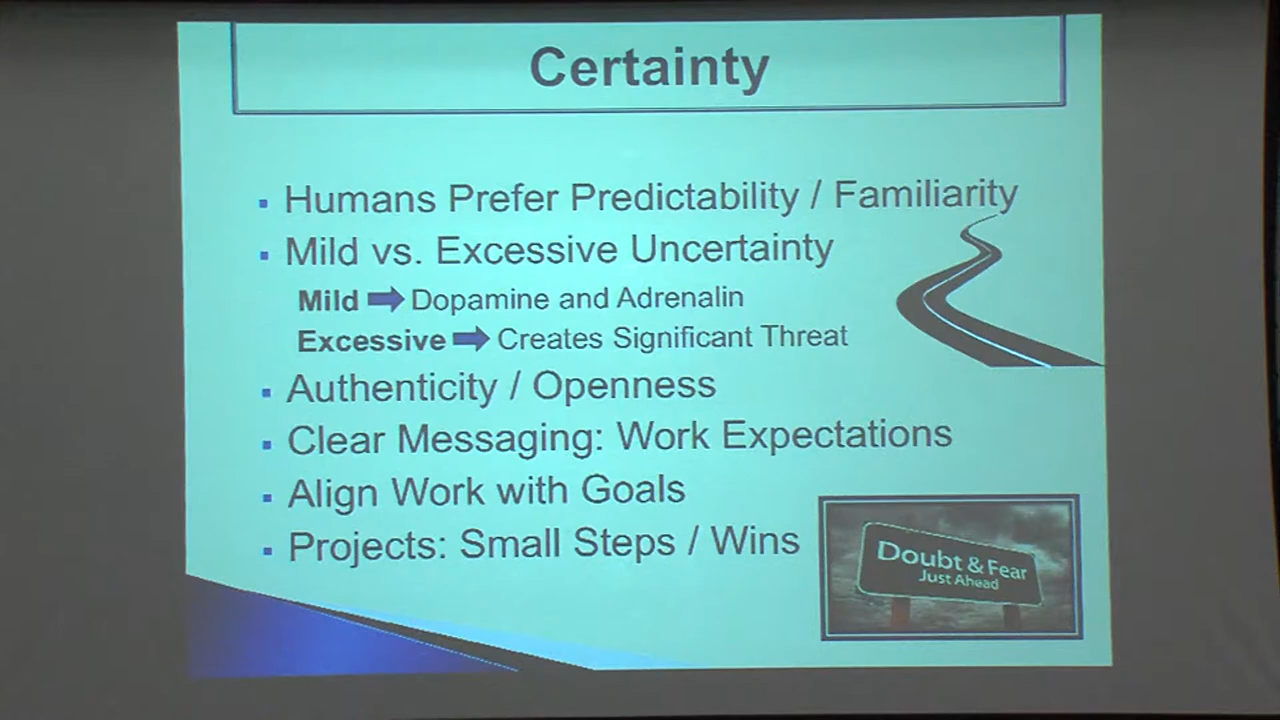 Certainty
Humans Prefer Predictability / Familiarity
Mild vs. Excessive Uncertainty
Mild Dopamine and Adrenalin
Excessive Creates Significant Threat
Authenticity / Openness
Clear Messaging: Work Expectations
Align Work with Goals
Projects: Small Steps / Wins
Doubt & Fear
Just Ahead